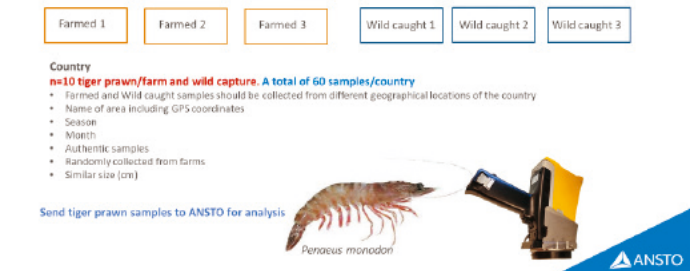 Farmed 1
Farmed 2
Farmed 3
Wild caught 1
Wild caught 2
Wild caught 3
Country
n=10 tiger prawn/farm and wild capture. A total of 60 samples/country
• Farmed and Wild caught samples should be collected from different geographical locations of the country
• Name of area including GPS coordinates
• Season
• Month
• Authentic samples
• Randomly collected from farms
• Similar size (cm)
Send tiger prawn samples to ANSTO for analysis
Penaeus monodon
ANSTO